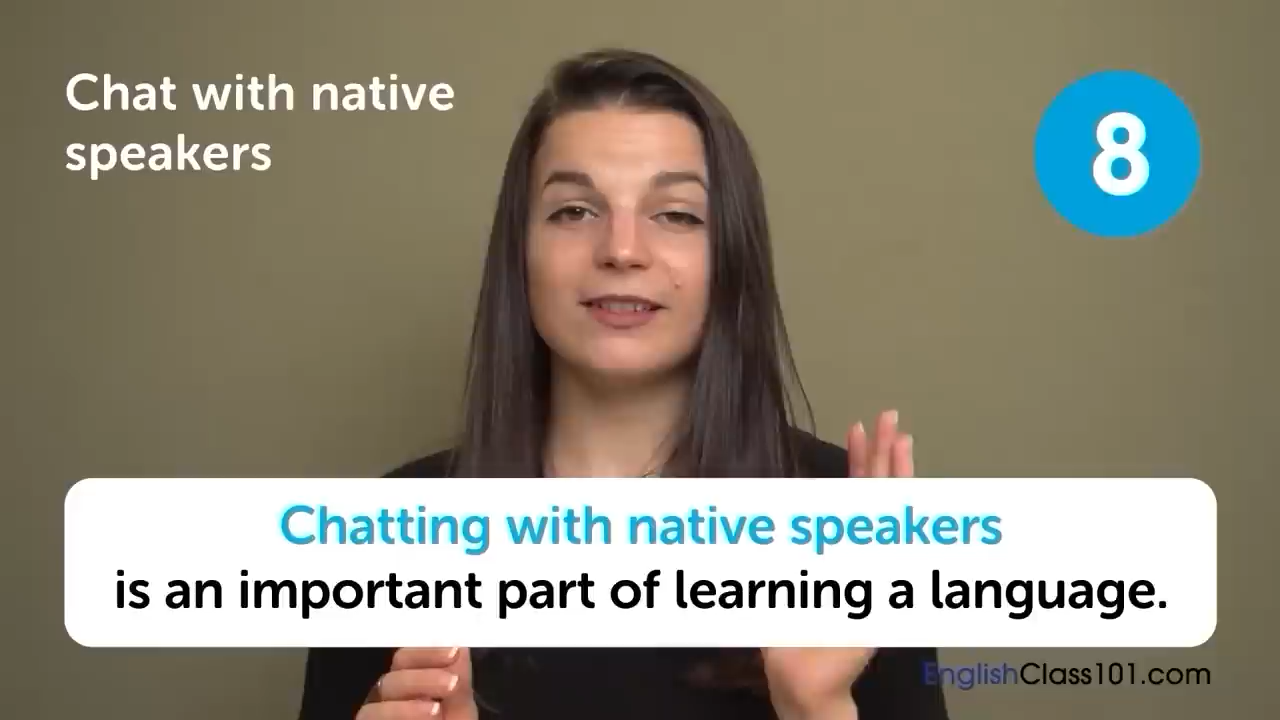 Chat with native
speakers
8
Chatting with native speakers
is an important part of learning a language.
EnglishClass101.com